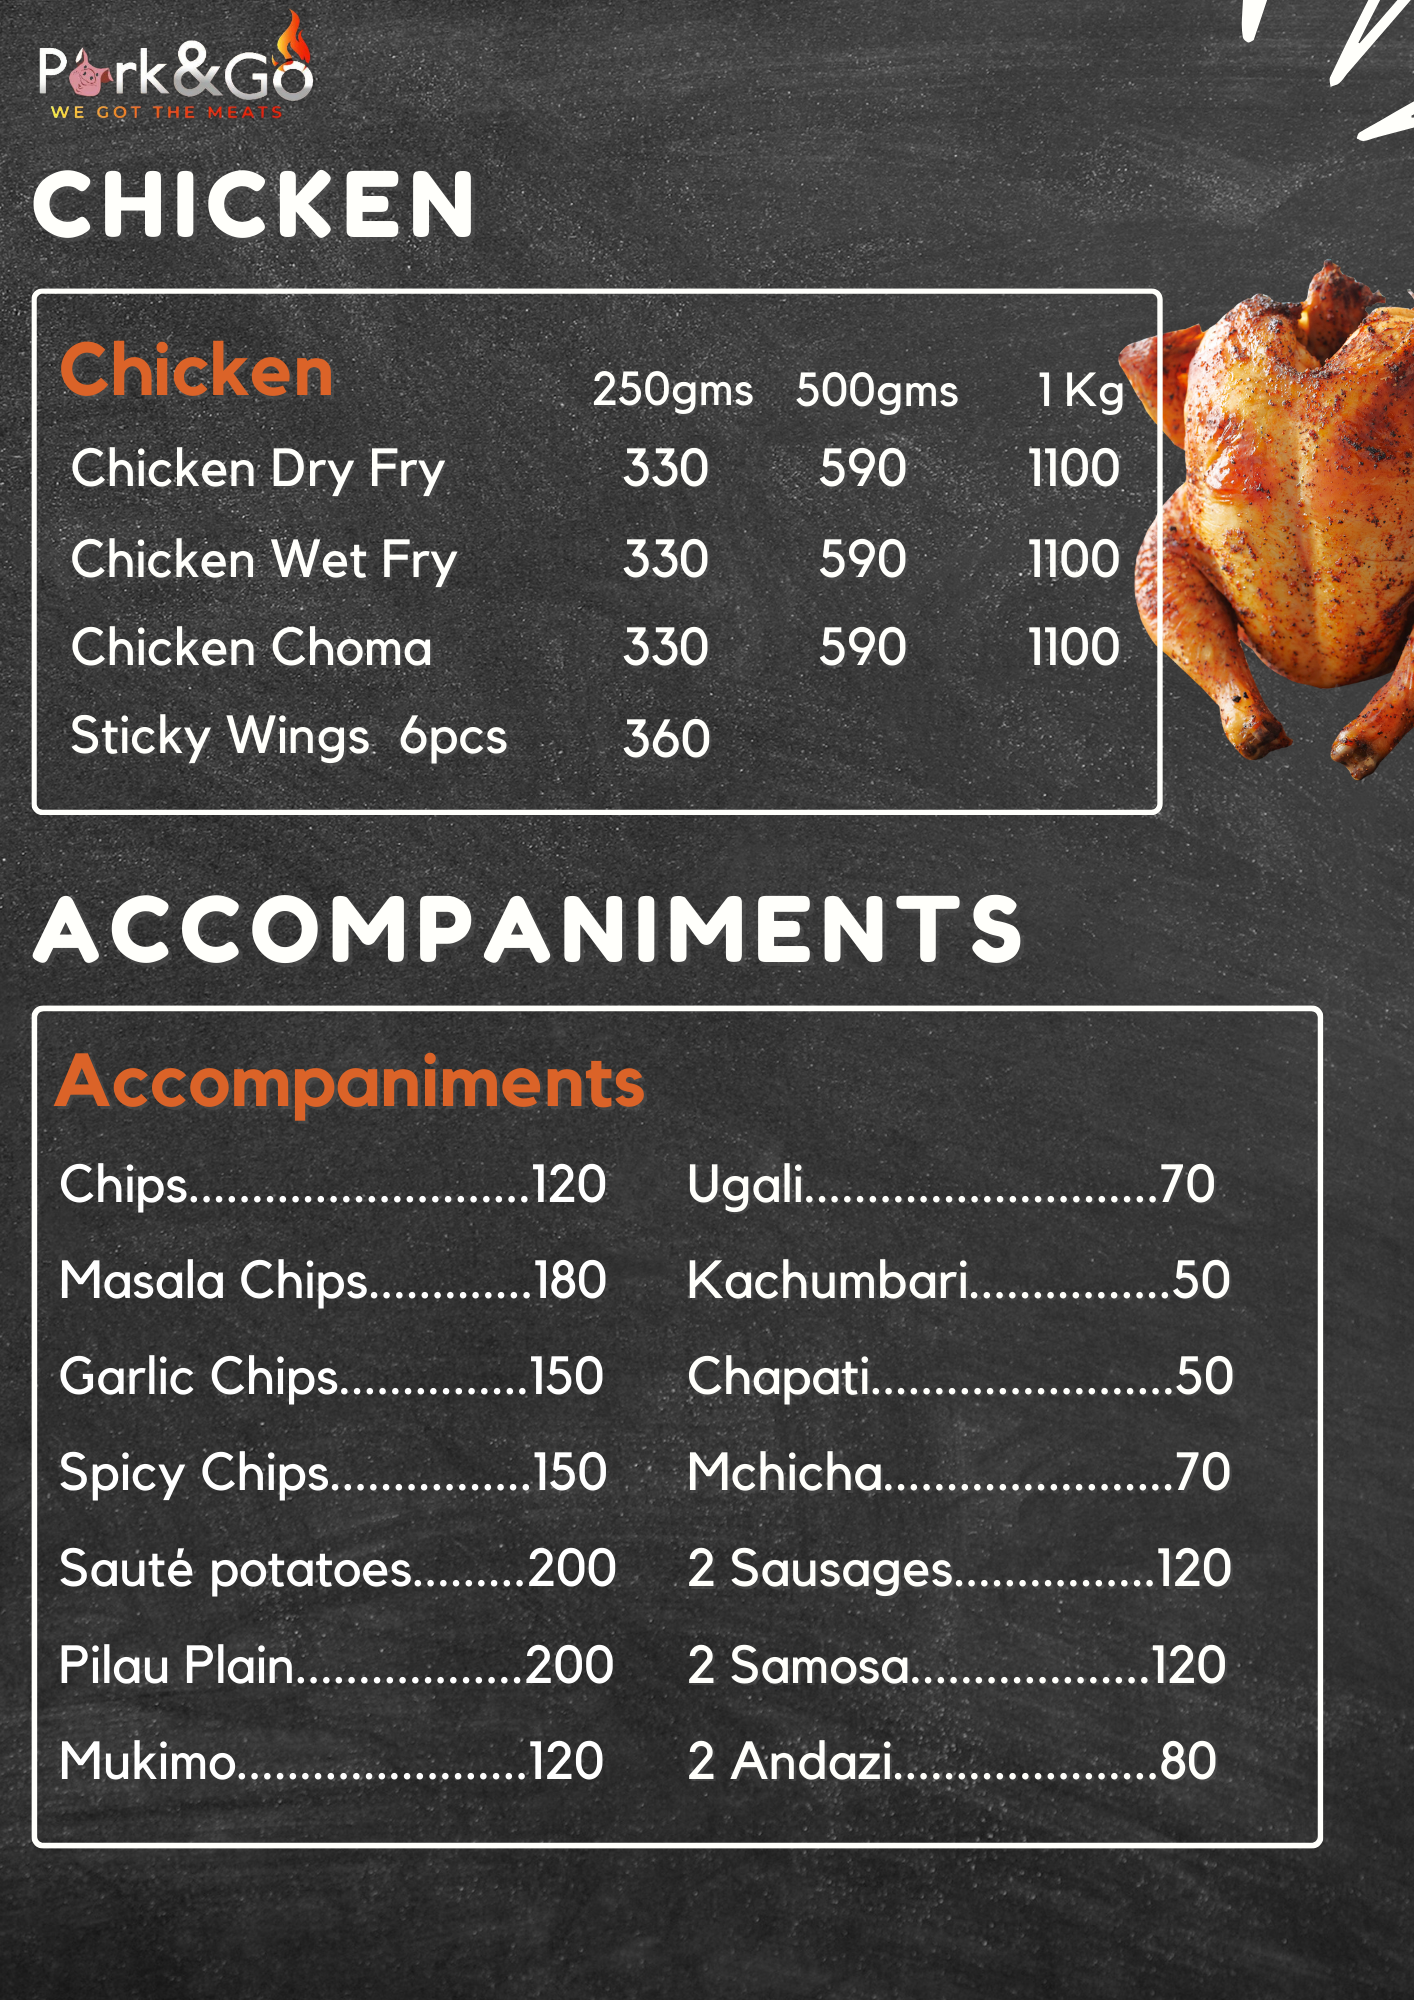 Pork&Go
WE GOT THE MEATS
CHICKEN
Chicken 250gms 500gms 1 Kg
Chicken Dry Fry 330 590 1100
Chicken Wet Fry 330 590 1100
Chicken Choma 330 590 1100
Sticky Wings 6pcs 360
ACCOMPANIMENTS
Accompaniments
Chips...........................120 Ugali............................70
Masala Chips.............180 Kachumbari................50
Garlic Chips...............150 Chapati........................50
Spicy Chips................150 Mchicha.......................70
Sauté potatoes.........200 2 Sausages................120
Pilau Plain..................200 2 Samosa...................120
Mukimo.......................120 2 Andazi.....................80